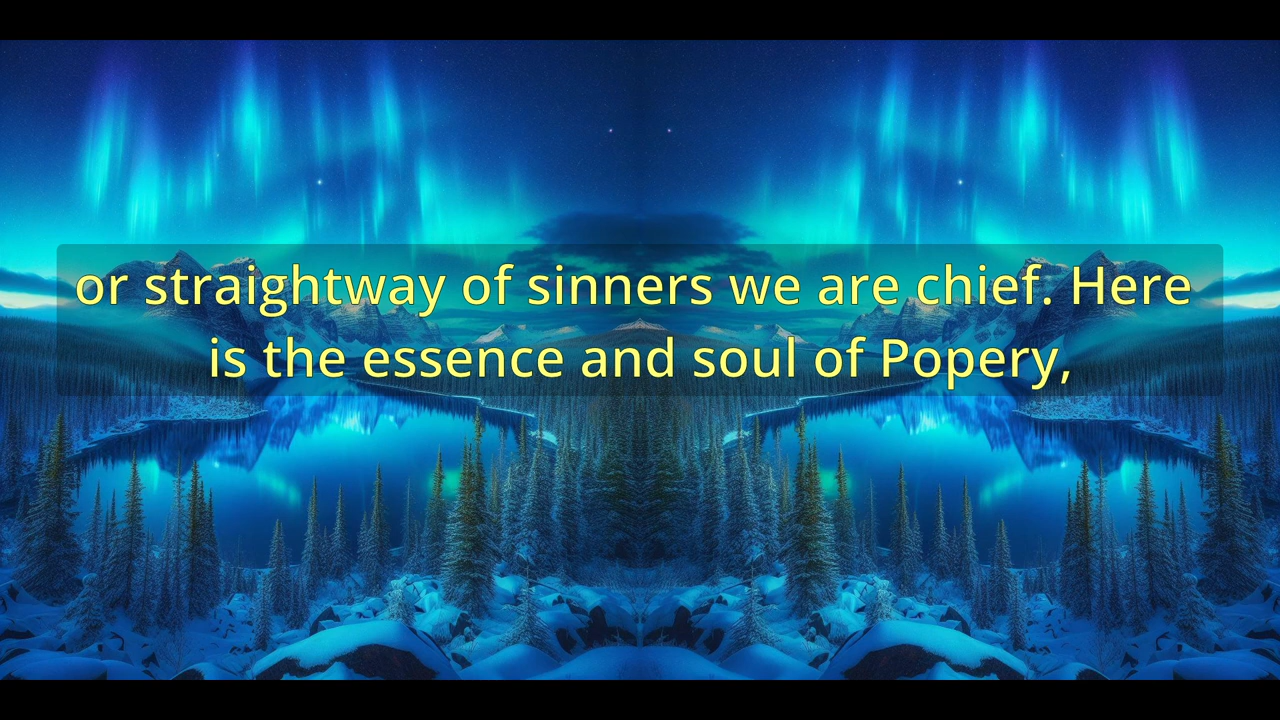 or straightway of sinners we are chief. Here
is the essence and soul of Popery,